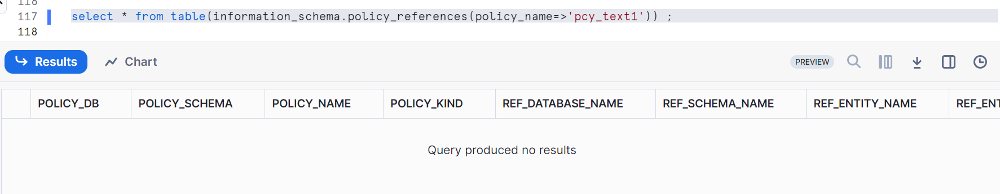 116
117 select * from table(information_schema.policy_references(policy_name=>'pcy_text1')) ;
118
Results Chart PREVIEW
POLICY_DB POLICY_SCHEMA POLICY_NAME POLICY_KIND REF_DATABASE_NAME REF_SCHEMA_NAME REF_ENTITY_NAME REF_ENT
Query produced no results